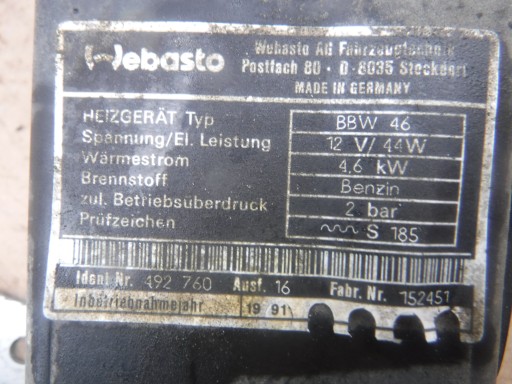 Webasto
Webasto AG Fahrzeugtechnik
Postfach 80 · D-8035 Stockdorf
MADE IN GERMANY
HEIZGERÄT Typ BBW 46
Spannung/El. Leistung 12 V/44W
Wärmestrom 4,6 kW
Brennstoff Benzin
zul. Betriebsüberdruck 2 bar
Prüfzeichen S 185
Ident Nr. 492 760 Ausf. 16 Fabr. Nr. 152451
Inbetriebnahmejahr 19 91